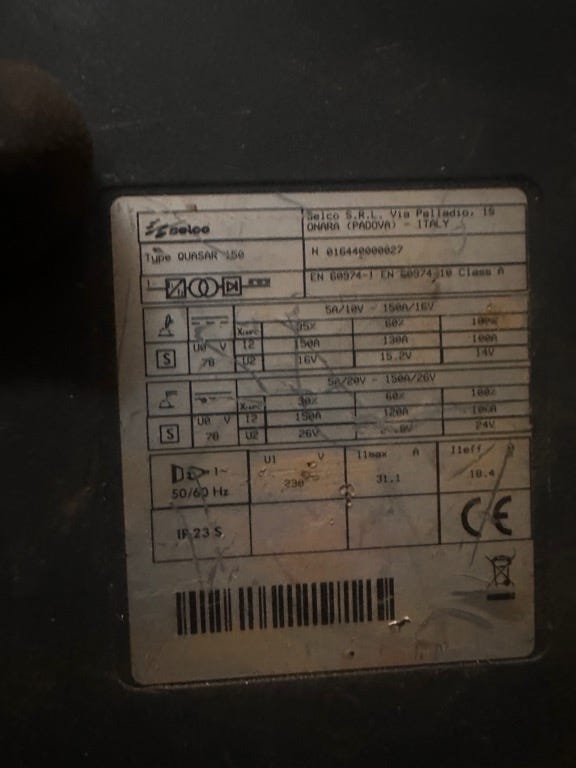 selco
Selco S.R.L. Via Palladio, 19
ONARA (PADOVA) - ITALY
Type QUASAR 150
N 016440000027
EN 60974-1 EN 60974-10 Class A
5A/10V - 150A/16V
X(40°C) 35% 60% 100%
U0 V I2 150A 130A 100A
S 70 U2 16V 15.2V 14V
5A/20V - 150A/26V
X(40°C) 30% 60% 100%
U0 V I2 150A 120A 100A
S 70 U2 26V 24V
1~ 50/60 Hz
U1 V 230
I1max A 31.1
I1eff 18.4
IP 23 S
CE